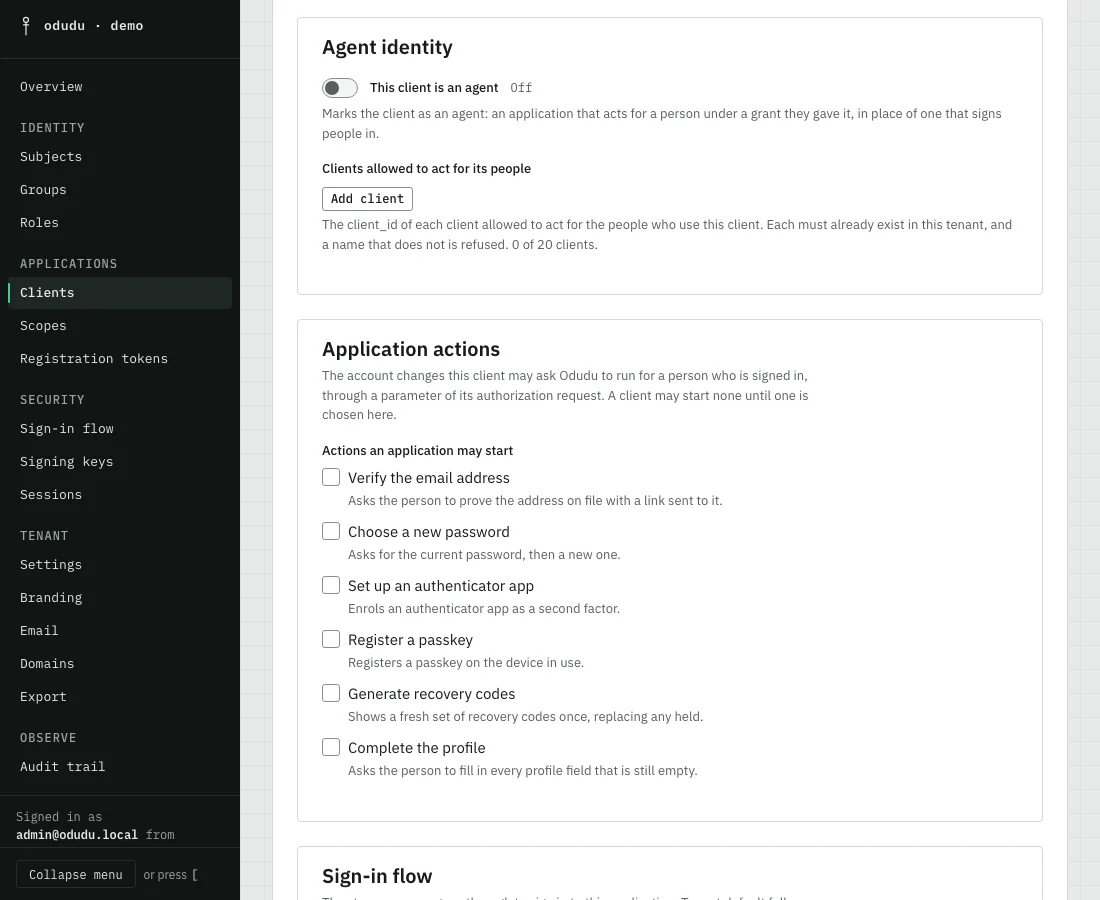 odudu · demo
Overview
IDENTITY
Subjects
Groups
Roles
APPLICATIONS
Clients
Scopes
Registration tokens
SECURITY
Sign-in flow
Signing keys
Sessions
TENANT
Settings
Branding
Email
Domains
Export
OBSERVE
Audit trail
Signed in as
admin@odudu.local from
Collapse menu or press [
Agent identity
This client is an agent Off
Marks the client as an agent: an application that acts for a person under a grant they gave it, in place of one that signs
people in.
Clients allowed to act for its people
Add client
The client_id of each client allowed to act for the people who use this client. Each must already exist in this tenant, and
a name that does not is refused. 0 of 20 clients.
Application actions
The account changes this client may ask Odudu to run for a person who is signed in,
through a parameter of its authorization request. A client may start none until one is
chosen here.
Actions an application may start
Verify the email address
Asks the person to prove the address on file with a link sent to it.
Choose a new password
Asks for the current password, then a new one.
Set up an authenticator app
Enrols an authenticator app as a second factor.
Register a passkey
Registers a passkey on the device in use.
Generate recovery codes
Shows a fresh set of recovery codes once, replacing any held.
Complete the profile
Asks the person to fill in every profile field that is still empty.
Sign-in flow